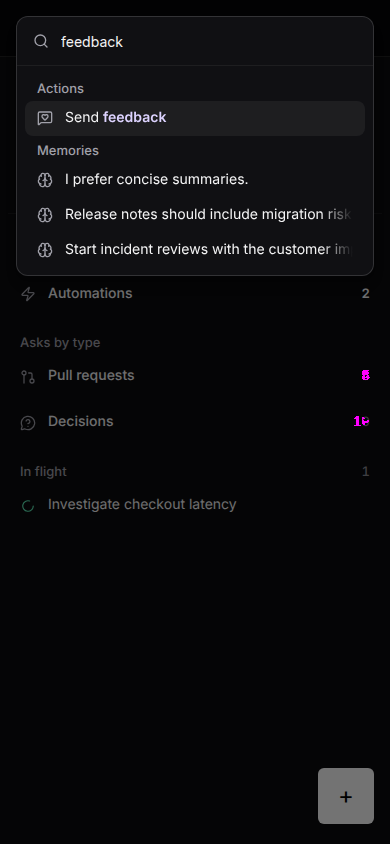 feedback
Actions
Send feedback
Memories
I prefer concise summaries.
Release notes should include migration risk
Start incident reviews with the customer im
Automations 2
Asks by type
Pull requests
Decisions
In flight 1
Investigate checkout latency
+